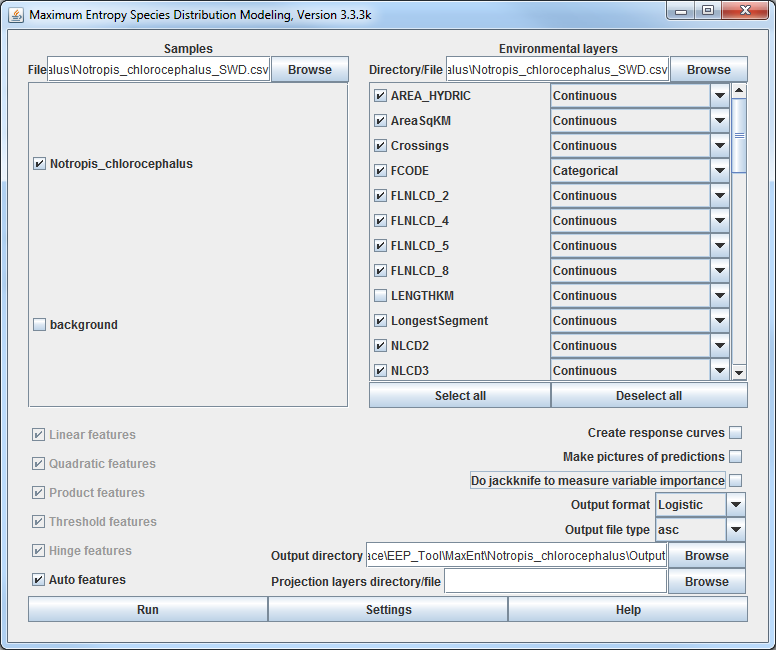 Maximum Entropy Species Distribution Modeling, Version 3.3.3k
Samples
File alus\Notropis_chlorocephalus_SWD.csv Browse
Notropis_chlorocephalus
background
Environmental layers
Directory/File alus\Notropis_chlorocephalus_SWD.csv Browse
AREA_HYDRIC Continuous
AreaSqKM Continuous
Crossings Continuous
FCODE Categorical
FLNLCD_2 Continuous
FLNLCD_4 Continuous
FLNLCD_5 Continuous
FLNLCD_8 Continuous
LENGTHKM Continuous
LongestSegment Continuous
NLCD2 Continuous
NLCD3 Continuous
Select all Deselect all
Linear features
Quadratic features
Product features
Threshold features
Hinge features
Auto features
Create response curves
Make pictures of predictions
Do jackknife to measure variable importance
Output format Logistic
Output file type asc
Output directory ace\EEP_Tool\MaxEnt\Notropis_chlorocephalus\Output Browse
Projection layers directory/file Browse
Run Settings Help